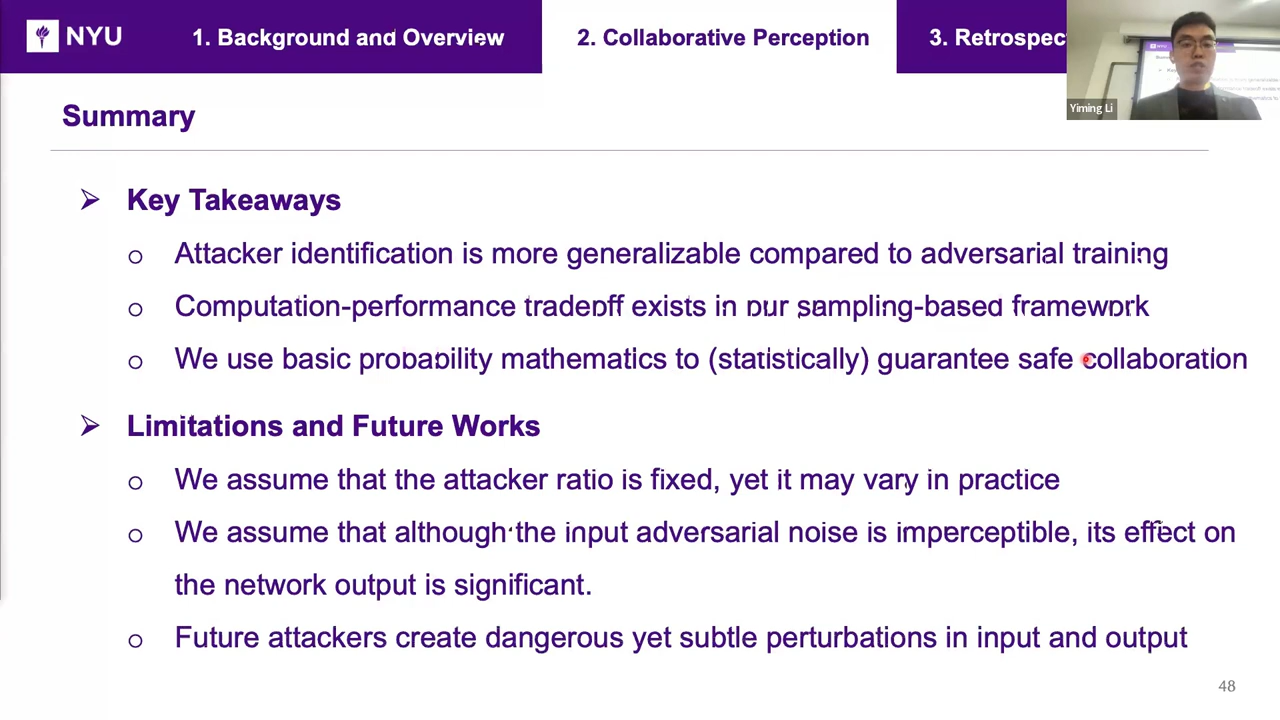 NYU
1. Background and Overview
2. Collaborative Perception
3. Retrospec
Yiming Li
Summary
Key Takeaways
Attacker identification is more generalizable compared to adversarial training
Computation-performance tradeoff exists in our sampling-based framework
We use basic probability mathematics to (statistically) guarantee safe collaboration
Limitations and Future Works
We assume that the attacker ratio is fixed, yet it may vary in practice
We assume that although the input adversarial noise is imperceptible, its effect on
the network output is significant.
Future attackers create dangerous yet subtle perturbations in input and output
48